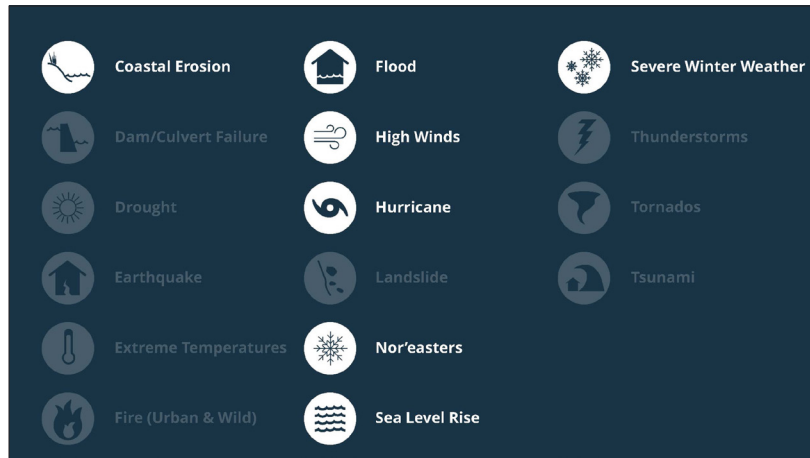 Coastal Erosion
Dam/Culvert Failure
Drought
Earthquake
Extreme Temperatures
Fire (Urban & Wild)
Flood
High Winds
Hurricane
Landslide
Nor’easters
Sea Level Rise
Severe Winter Weather
Thunderstorms
Tornados
Tsunami